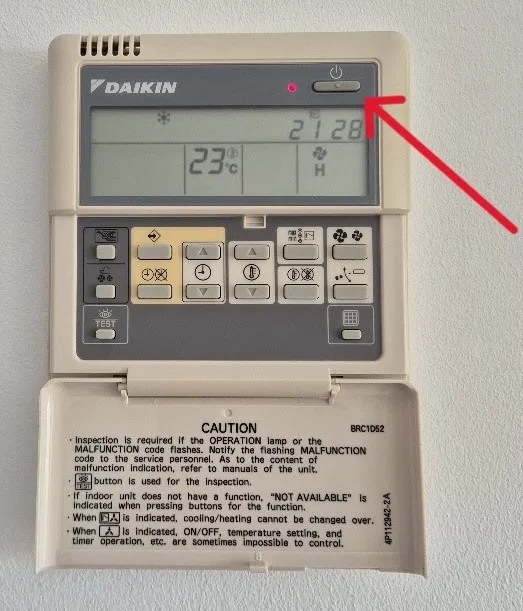 DAIKIN
21 28
23 °C
H
TEST
CAUTION
BRC1D52
· Inspection is required if the OPERATION lamp or the
MALFUNCTION code flashes. Notify the flashing MALFUNCTION
code to the service personnel. As to the content of
malfunction indication, refer to manuals of the unit.
· TEST button is used for the inspection.
· If indoor unit does not have a function, "NOT AVAILABLE" is
indicated when pressing buttons for the function.
· When is indicated, cooling/heating cannot be changed over.
· When is indicated, ON/OFF, temperature setting, and
timer operation, etc. are sometimes impossible to control.
4P112942-2A